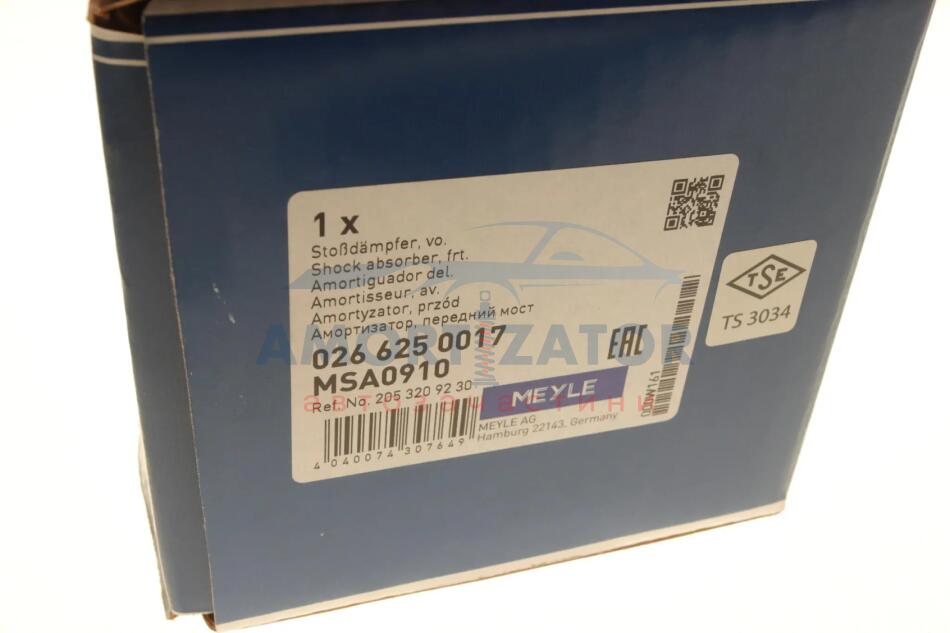 1 x
Stoßdämpfer, vo.
Shock absorber, frt.
Amortiguador del.
Amortisseur, av.
Amortyzator, przód
Амортизатор, передний мост
026 625 0017
MSA0910
Ref. No. 205 320 92 30
4 040074 307649
MEYLE
MEYLE AG
Hamburg 22143, Germany
EAC
TSE
TS 3034
AMORTIZATOR
автозапчастини